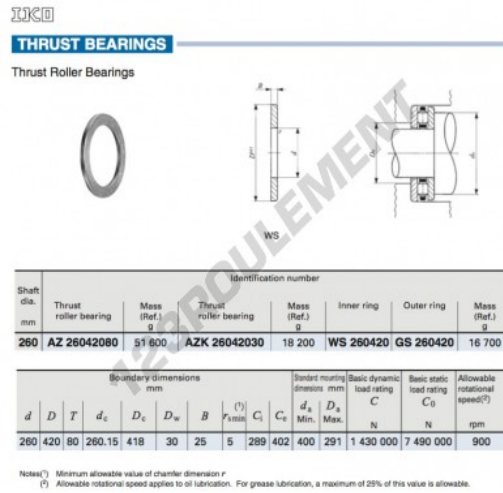 IKO
THRUST BEARINGS
Thrust Roller Bearings
B
d
WS
dₐ
123ROULEMENT
Shaft dia. mm
Identification number
Thrust roller bearing
Mass (Ref.) g
Thrust roller bearing
Mass (Ref.) g
Inner ring
Outer ring
Mass (Ref.) g
260 AZ 26042080 51 600 AZK 26042030 18 200 WS 260420 GS 260420 16 700
Boundary dimensions mm
Standard mounting dimensions mm
Basic dynamic load rating C N
Basic static load rating C₀ N
Allowable rotational speed(²) rpm
d D T d꜀ D꜀ Dw B rs min(¹) Cᵢ Cₑ dₐ Min. Dₐ Max.
260 420 80 260.15 418 30 25 5 289 402 400 291 1 430 000 7 490 000 900
Notes(¹) Minimum allowable value of chamfer dimension r
(²) Allowable rotational speed applies to oil lubrication. For grease lubrication, a maximum of 25% of this value is allowable.